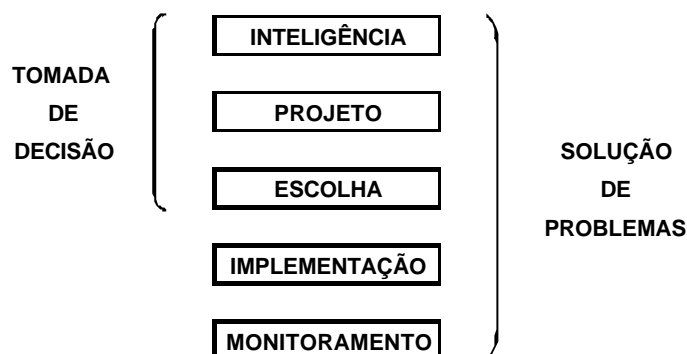 INTELIGÊNCIA
TOMADA
DE
DECISÃO
PROJETO
ESCOLHA
SOLUÇÃO
DE
PROBLEMAS
IMPLEMENTAÇÃO
MONITORAMENTO